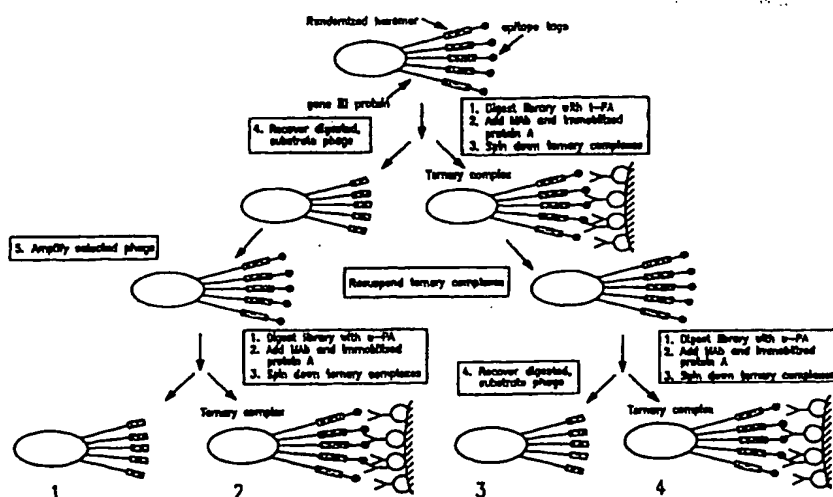 Randomized hexamer
epitope tags
gene III protein
1. Digest library with t-PA
2. Add MAb and immobilized
protein A
3. Spin down ternary complexes
4. Recover digested,
substrate phage
Ternary complex
5. Amplify selected phage
Resuspend ternary complexes
1. Digest library with u-PA
2. Add MAb and immobilized
protein A
3. Spin down ternary complexes
1. Digest library with u-PA
2. Add MAb and immobilized
protein A
3. Spin down ternary complexes
4. Recover digested,
substrate phage
Ternary complex
Ternary complex
1
2
3
4